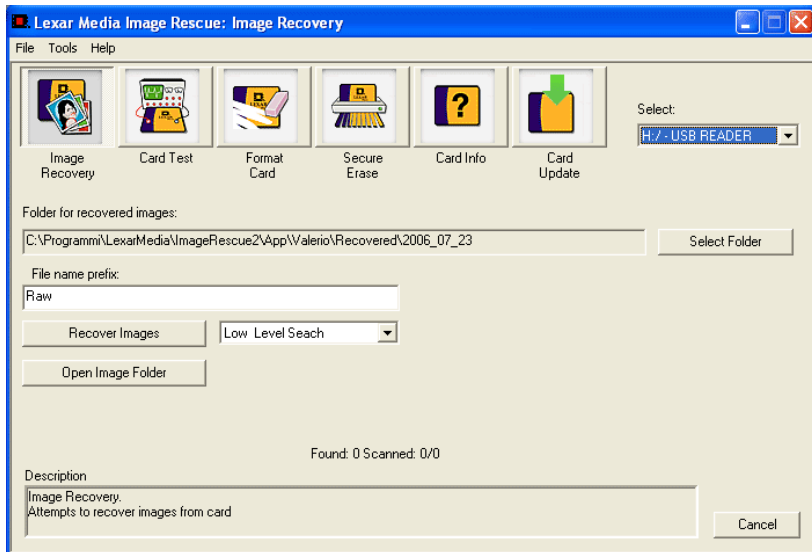 Lexar Media Image Rescue: Image Recovery
File Tools Help
Image Recovery
Card Test
Format Card
Secure Erase
Card Info
Card Update
Select:
H:/ - USB READER
Folder for recovered images:
C:\Programmi\LexarMedia\ImageRescue2\App\Valerio\Recovered\2006_07_23
Select Folder
File name prefix:
Raw
Recover Images
Low Level Seach
Open Image Folder
Found: 0 Scanned: 0/0
Description
Image Recovery.
Attempts to recover images from card
Cancel